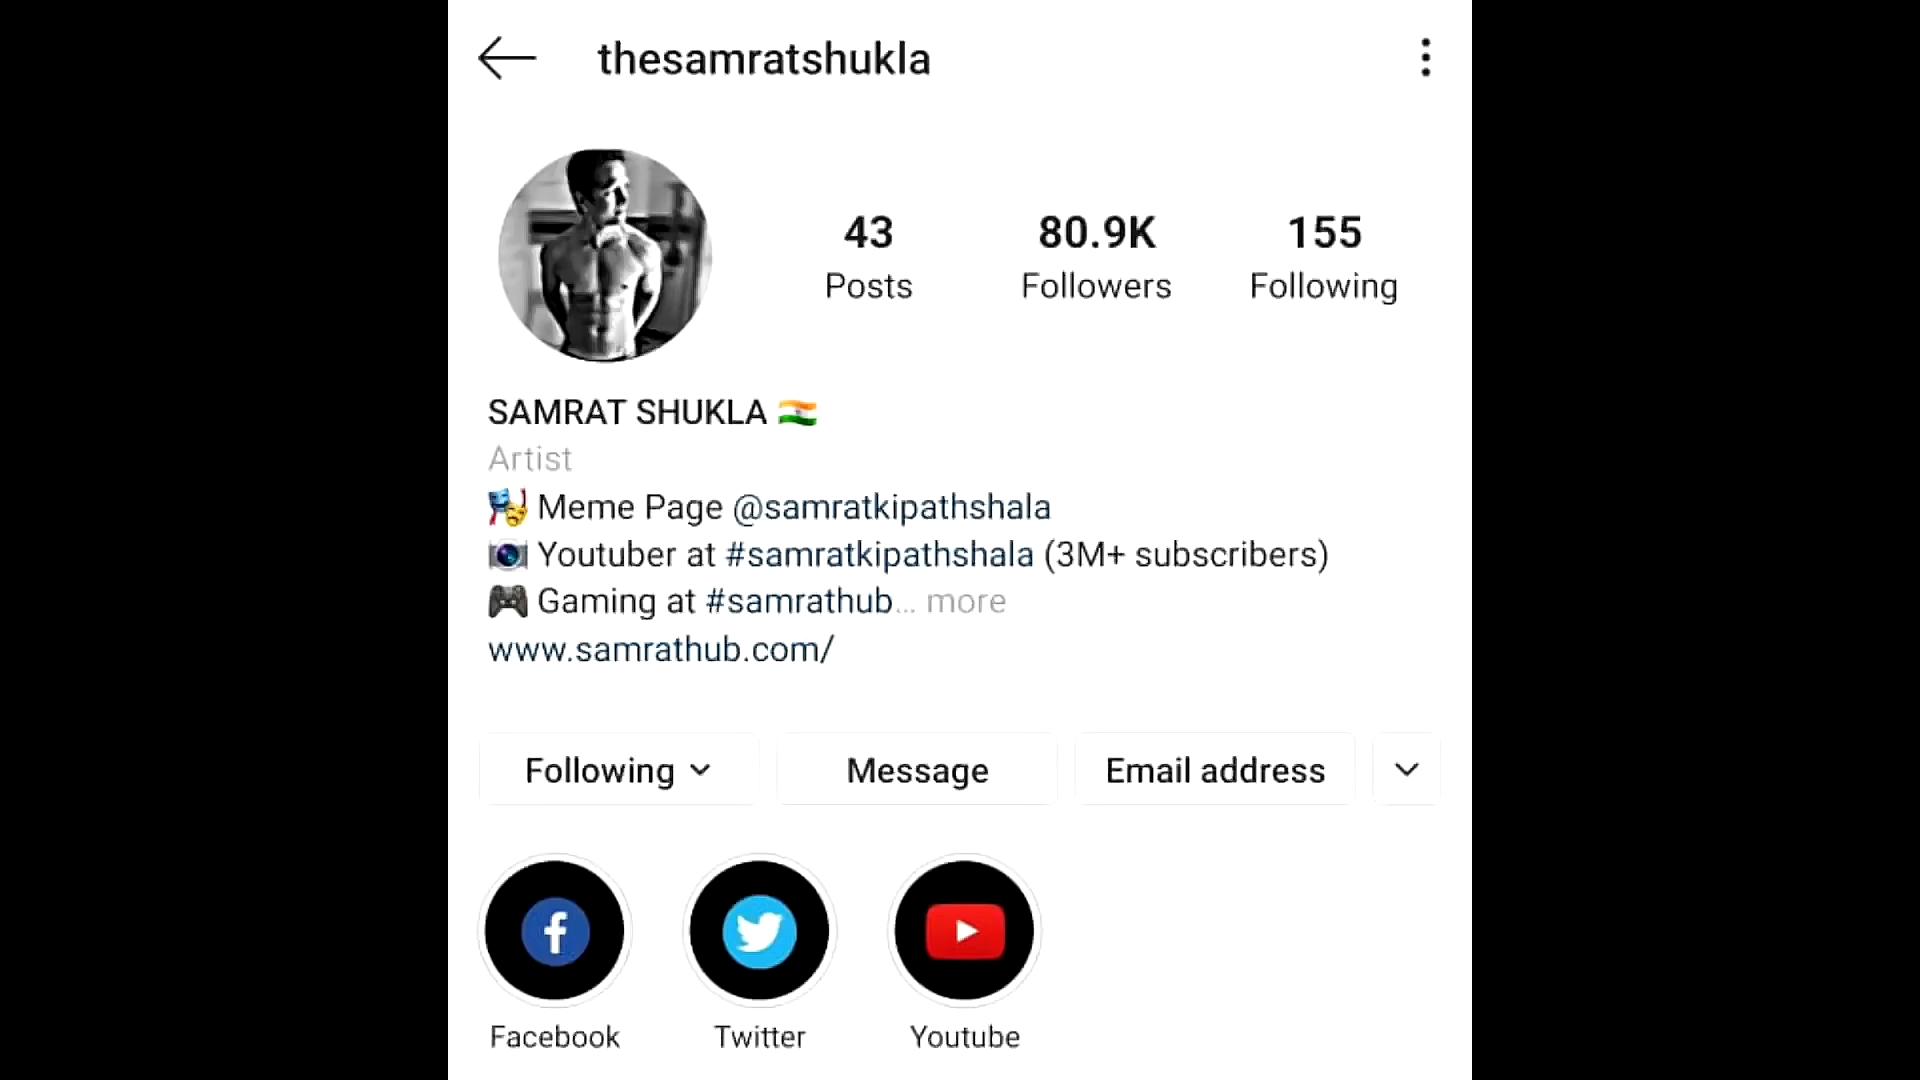 thesamratshukla
43 80.9K 155
Posts Followers Following
SAMRAT SHUKLA 🇮🇳
Artist
🎭 Meme Page @samratkipathshala
📷 Youtuber at #samratkipathshala (3M+ subscribers)
🎮 Gaming at #samrathub... more
www.samrathub.com/
Following Message Email address
Facebook Twitter Youtube